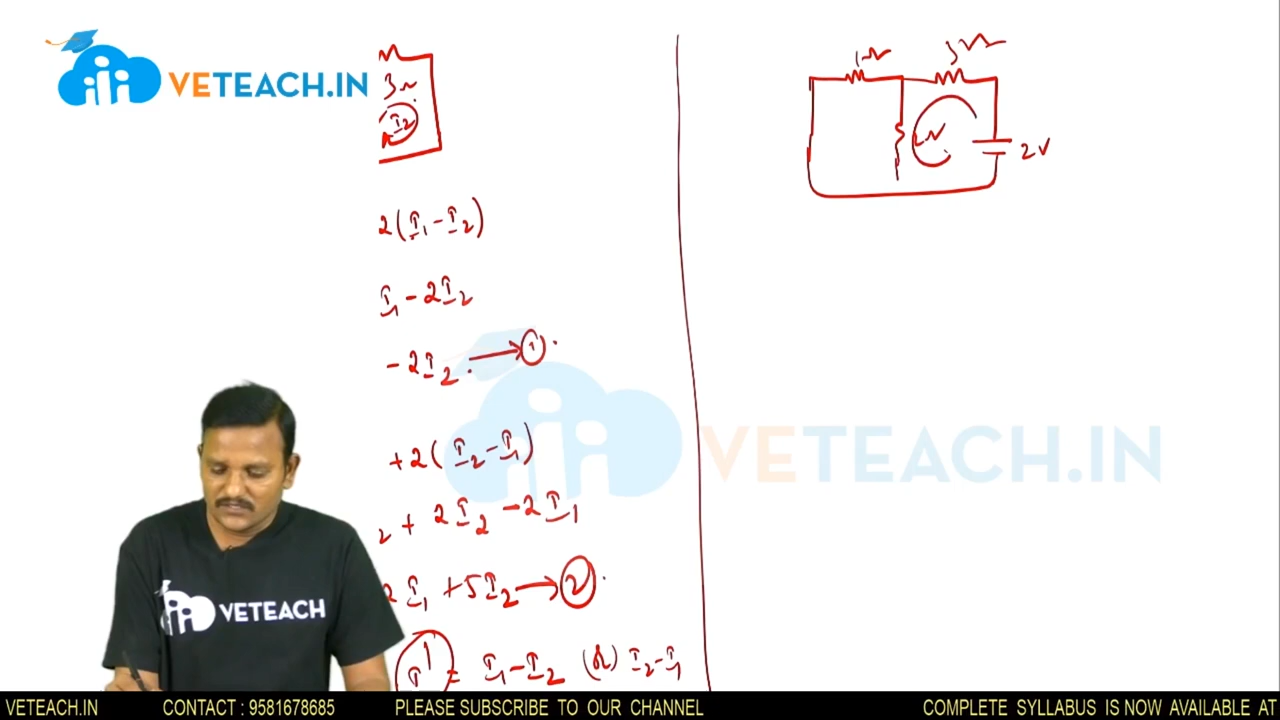 VETEACH.IN
3Ω
I2
2(I1-I2)
I1-2I2
-2I2. → 1.
+2(I2-I1)
2+2I2-2I1
2I1+5I2 → 2.
I1 = I1-I2 (or) I2-I1
1Ω
3Ω
2Ω
2V
VETEACH.IN
VETEACH
VETEACH.IN CONTACT : 9581678685 PLEASE SUBSCRIBE TO OUR CHANNEL COMPLETE SYLLABUS IS NOW AVAILABLE AT